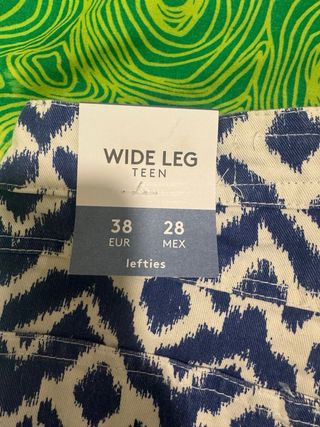 WIDE LEG
TEEN
38 28
EUR MEX
lefties